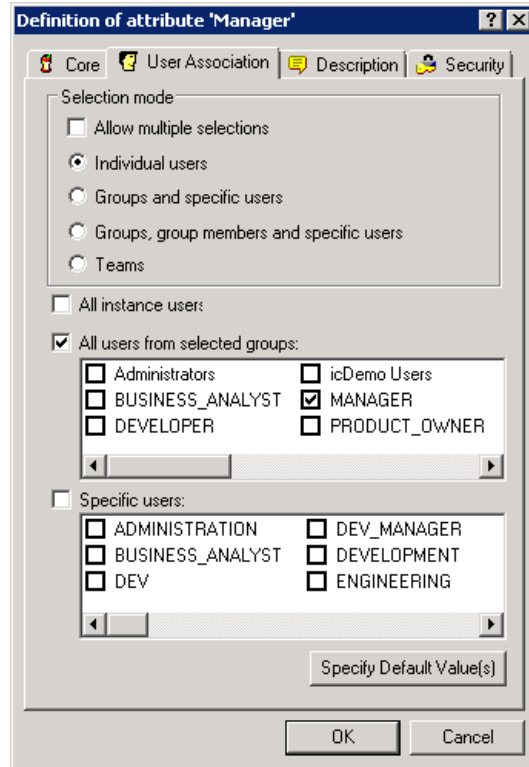 Definition of attribute 'Manager'
Core User Association Description Security
Selection mode
Allow multiple selections
Individual users
Groups and specific users
Groups, group members and specific users
Teams
All instance users
All users from selected groups:
Administrators icDemo Users
BUSINESS_ANALYST MANAGER
DEVELOPER PRODUCT_OWNER
Specific users:
ADMINISTRATION DEV_MANAGER
BUSINESS_ANALYST DEVELOPMENT
DEV ENGINEERING
Specify Default Value(s)
OK Cancel